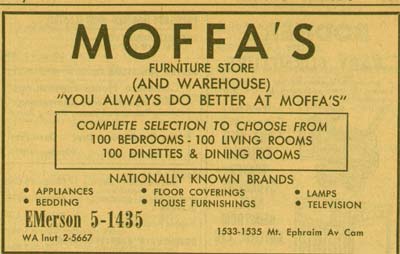 MOFFA'S
FURNITURE STORE
(AND WAREHOUSE)
"YOU ALWAYS DO BETTER AT MOFFA'S"
COMPLETE SELECTION TO CHOOSE FROM
100 BEDROOMS - 100 LIVING ROOMS
100 DINETTES & DINING ROOMS
NATIONALLY KNOWN BRANDS
• APPLIANCES • FLOOR COVERINGS • LAMPS
• BEDDING • HOUSE FURNISHINGS • TELEVISION
EMerson 5-1435
WA lnut 2-5667 1533-1535 Mt. Ephraim Av Cam